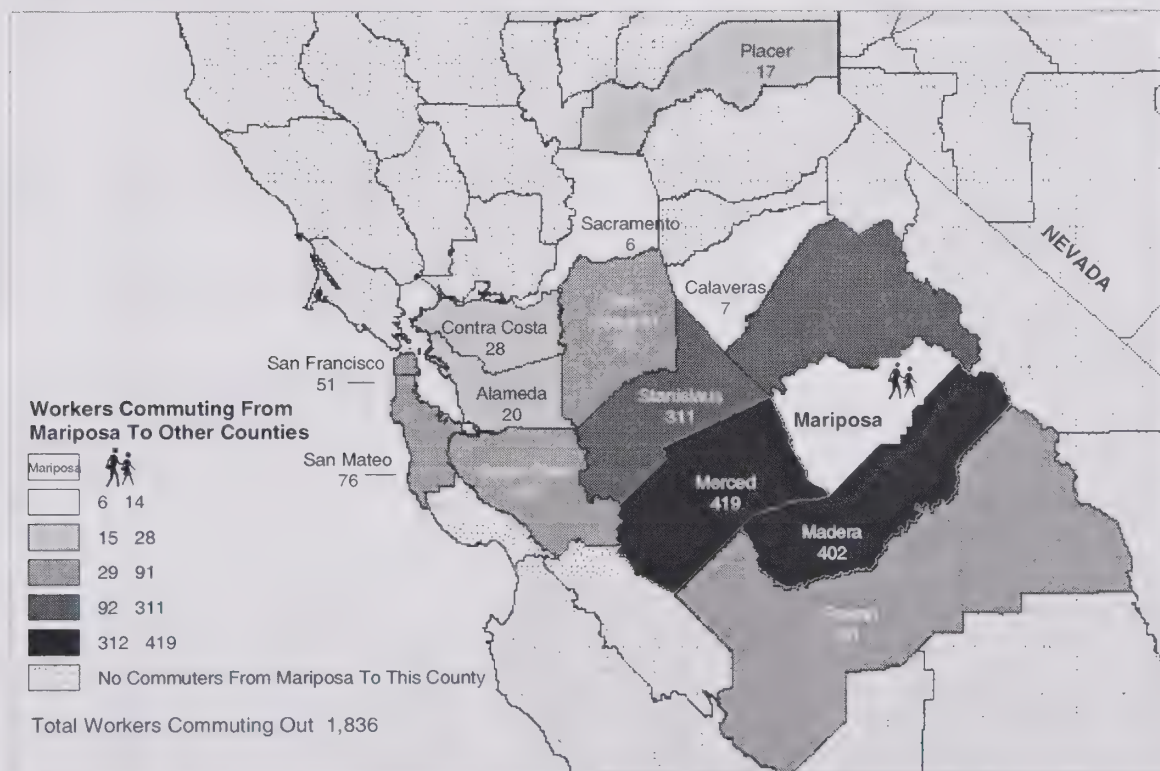 Placer
17
Sacramento
6
NEVADA
Calaveras
7
Contra Costa
28
San Francisco
51
Alameda
20
Stanislaus
311
Mariposa
San Mateo
76
Merced
419
Madera
402
Workers Commuting From
Mariposa To Other Counties
Mariposa
6 14
15 28
29 91
92 311
312 419
No Commuters From Mariposa To This County
Total Workers Commuting Out 1,836